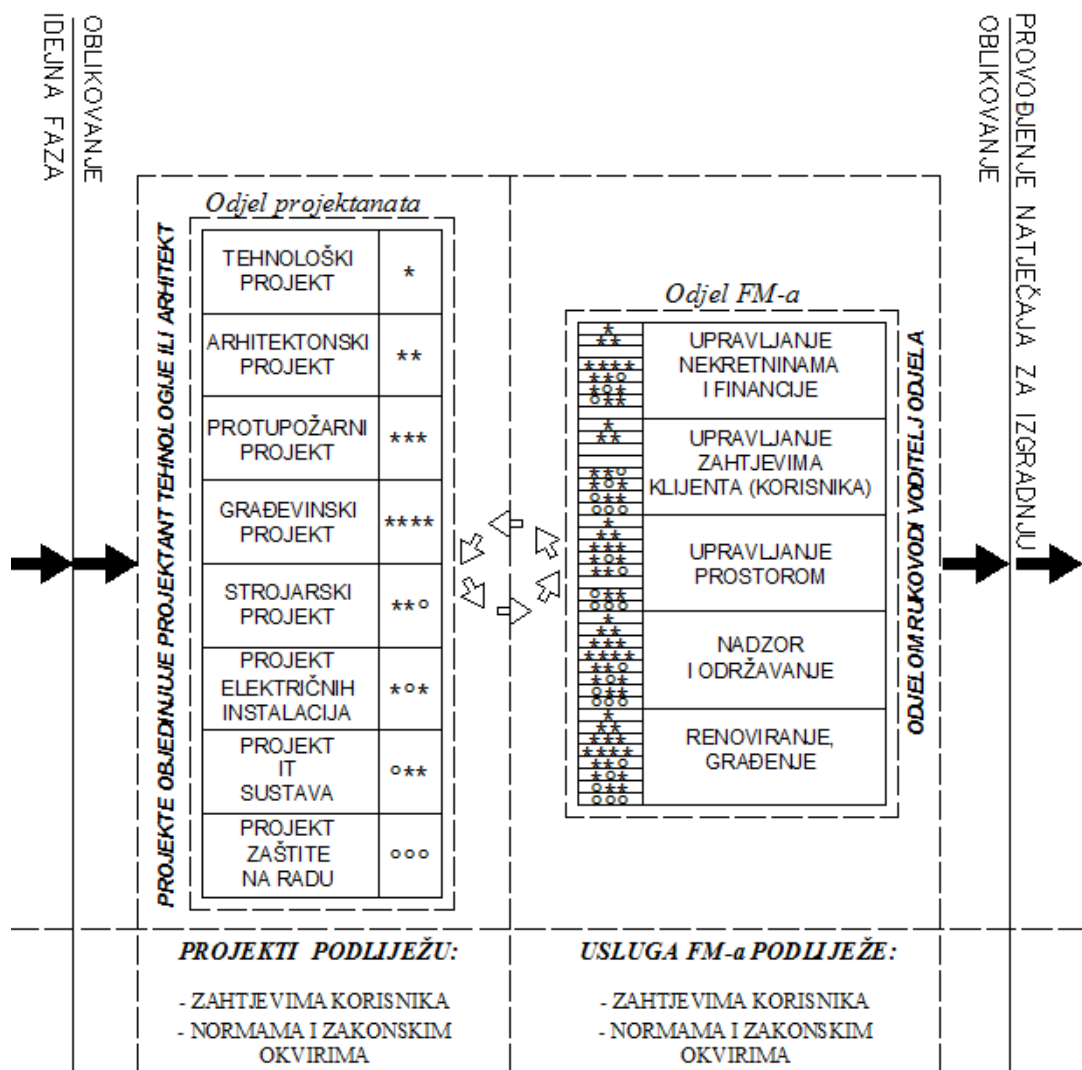 IDEJNA FAZA
OBLIKOVANJE
PROJEKTE OBJEDINJUJE PROJEKTANT TEHNOLOGIJE ILI ARHITEKT
Odjel projektanata
TEHNOLOŠKI
PROJEKT
*
ARHITEKTONSKI
PROJEKT
**
PROTUPOŽARNI
PROJEKT
***
GRAĐEVINSKI
PROJEKT
****
STROJARSKI
PROJEKT
**°
PROJEKT
ELEKTRIČNIH
INSTALACIJA
*°*
PROJEKT
IT
SUSTAVA
°**
PROJEKT
ZAŠTITE
NA RADU
°°°
Odjel FM-a
*
**
****
**°
*°*
°**
UPRAVLJANJE
NEKRETNINAMA
I FINANCIJE
*
**
**°
*°*
°**
°°°
UPRAVLJANJE
ZAHTJEVIMA
KLIJENTA (KORISNIKA)
*
**
***
*°*
**°
°**
°°°
UPRAVLJANJE
PROSTOROM
*
**
***
****
**°
*°*
°**
°°°
NADZOR
I ODRŽAVANJE
*
**
***
****
**°
*°*
°**
°°°
RENOVIRANJE,
GRAĐENJE
ODJELOM RUKOVODI VODITELJ ODJELA
OBLIKOVANJE
PROVOĐENJE NATJEČAJA ZA IZGRADNJU
PROJEKTI PODLIJEŽU:
- ZAHTJEVIMA KORISNIKA
- NORMAMA I ZAKONSKIM
OKVIRIMA
USLUGA FM-a PODLIJEŽE:
- ZAHTJEVIMA KORISNIKA
- NORMAMA I ZAKONSKIM
OKVIRIMA